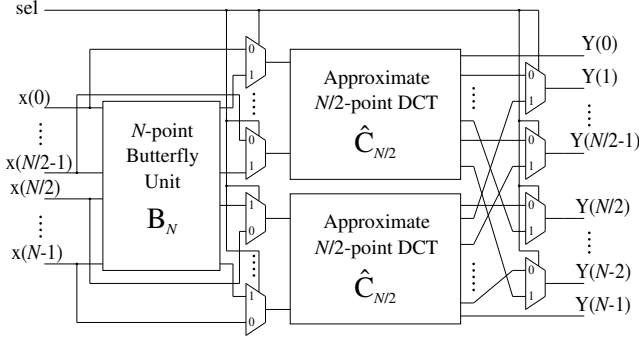 sel
x(0)
x(N/2-1)
x(N/2)
x(N-1)
N-point
Butterfly
Unit
B_N
0
1
0
1
1
0
1
0
Approximate
N/2-point DCT
Ĉ_N/2
Approximate
N/2-point DCT
Ĉ_N/2
0
1
0
1
0
1
0
1
Y(0)
Y(1)
Y(N/2-1)
Y(N/2)
Y(N-2)
Y(N-1)